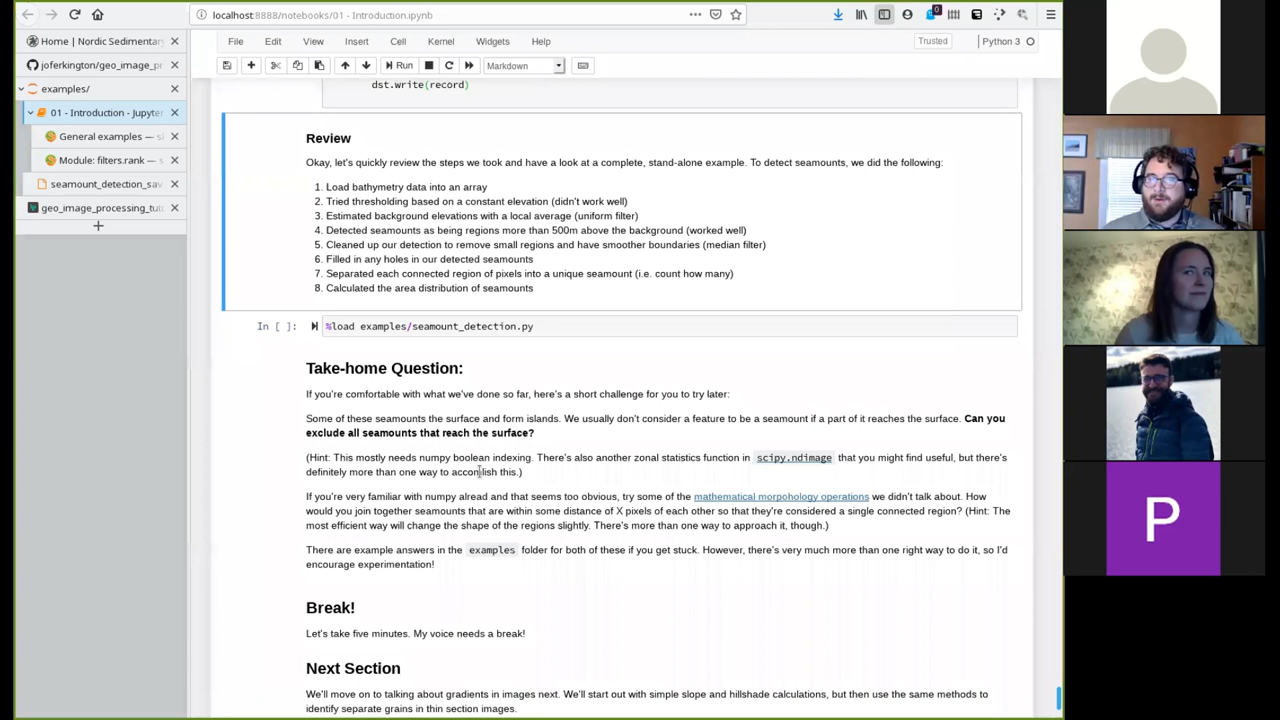 localhost:8888/notebooks/01 - Introduction.ipynb
Home | Nordic Sedimentar
joferkington/geo_image_pr
examples/
01 - Introduction - Jupyter
General examples — s
Module: filters.rank — s
seamount_detection_sav
geo_image_processing_tut
File Edit View Insert Cell Kernel Widgets Help Trusted Python 3
Run Markdown
dst.write(record)
Review
Okay, let's quickly review the steps we took and have a look at a complete, stand-alone example. To detect seamounts, we did the following:
1. Load bathymetry data into an array
2. Tried thresholding based on a constant elevation (didn't work well)
3. Estimated background elevations with a local average (uniform filter)
4. Detected seamounts as being regions more than 500m above the background (worked well)
5. Cleaned up our detection to remove small regions and have smoother boundaries (median filter)
6. Filled in any holes in our detected seamounts
7. Separated each connected region of pixels into a unique seamount (i.e. count how many)
8. Calculated the area distribution of seamounts
In [ ]: %load examples/seamount_detection.py
Take-home Question:
If you're comfortable with what we've done so far, here's a short challenge for you to try later:
Some of these seamounts the surface and form islands. We usually don't consider a feature to be a seamount if a part of it reaches the surface. Can you
exclude all seamounts that reach the surface?
(Hint: This mostly needs numpy boolean indexing. There's also another zonal statistics function in scipy.ndimage that you might find useful, but there's
definitely more than one way to accomplish this.)
If you're very familiar with numpy alread and that seems too obvious, try some of the mathematical morpohology operations we didn't talk about. How
would you join together seamounts that are within some distance of X pixels of each other so that they're considered a single connected region? (Hint: The
most efficient way will change the shape of the regions slightly. There's more than one way to approach it, though.)
There are example answers in the examples folder for both of these if you get stuck. However, there's very much more than one right way to do it, so I'd
encourage experimentation!
Break!
Let's take five minutes. My voice needs a break!
Next Section
We'll move on to talking about gradients in images next. We'll start out with simple slope and hillshade calculations, but then use the same methods to
identify separate grains in thin section images.
P